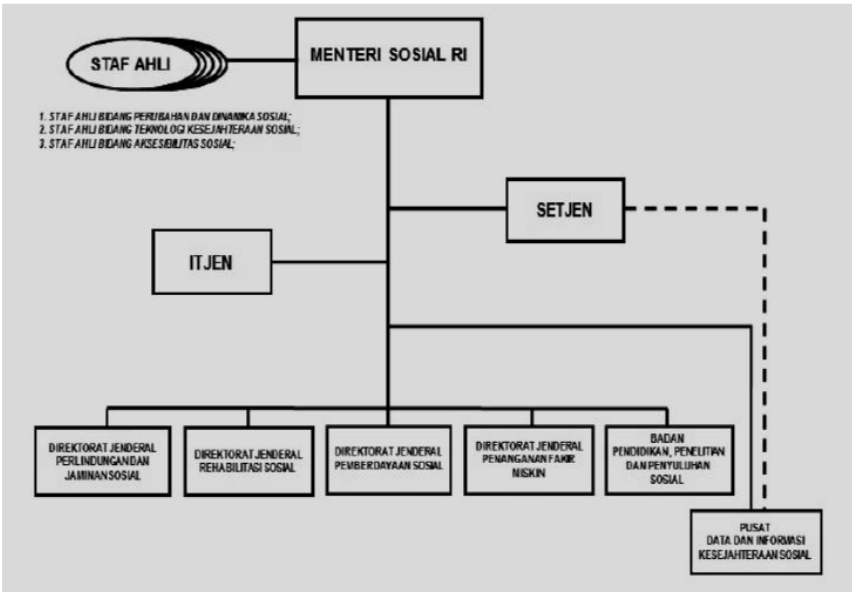 STAF AHLI
MENTERI SOSIAL RI
1. STAF AHLI BIDANG PERUBAHAN DAN DINAMIKA SOSIAL;
2. STAF AHLI BIDANG TEKNOLOGI KESEJAHTERAAN SOSIAL;
3. STAF AHLI BIDANG AKSESIBILITAS SOSIAL;
SETJEN
ITJEN
DIREKTORAT JENDERAL
PERLINDUNGAN DAN
JAMINAN SOSIAL
DIREKTORAT JENDERAL
REHABILITASI SOSIAL
DIREKTORAT JENDERAL
PEMBERDAYAAN SOSIAL
DIREKTORAT JENDERAL
PENANGANAN FAKIR
MISKIN
BADAN
PENDIDIKAN, PENELITIAN
DAN PENYULUHAN
SOSIAL
PUSAT
DATA DAN INFORMASI
KESEJAHTERAAN SOSIAL